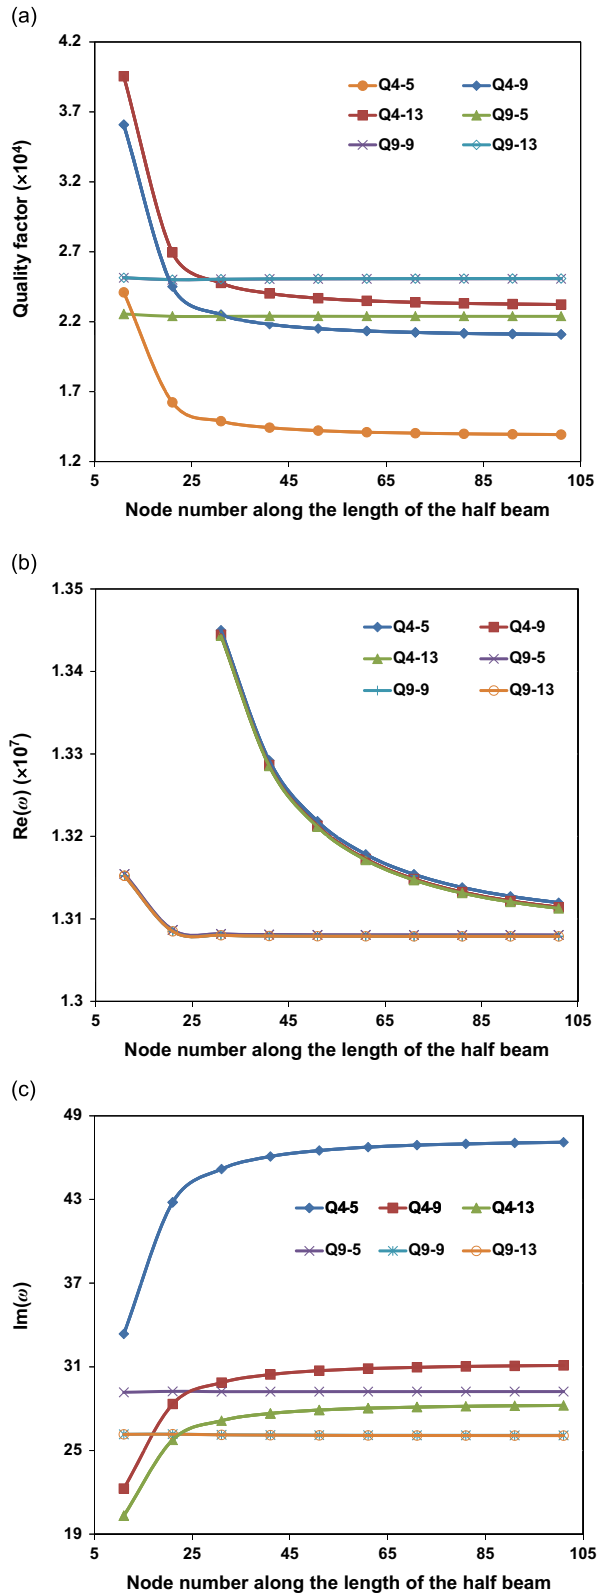 (a)
4.2
3.7
3.2
2.7
2.2
1.7
1.2
Quality factor (×10⁴)
Q4-5 Q4-9
Q4-13 Q9-5
Q9-9 Q9-13
5 25 45 65 85 105
Node number along the length of the half beam
(b)
1.35
1.34
1.33
1.32
1.31
1.3
Re(ω) (×10⁷)
Q4-5 Q4-9
Q4-13 Q9-5
Q9-9 Q9-13
5 25 45 65 85 105
Node number along the length of the half beam
(c)
49
43
37
31
25
19
Im(ω)
Q4-5 Q4-9 Q4-13
Q9-5 Q9-9 Q9-13
5 25 45 65 85 105
Node number along the length of the half beam